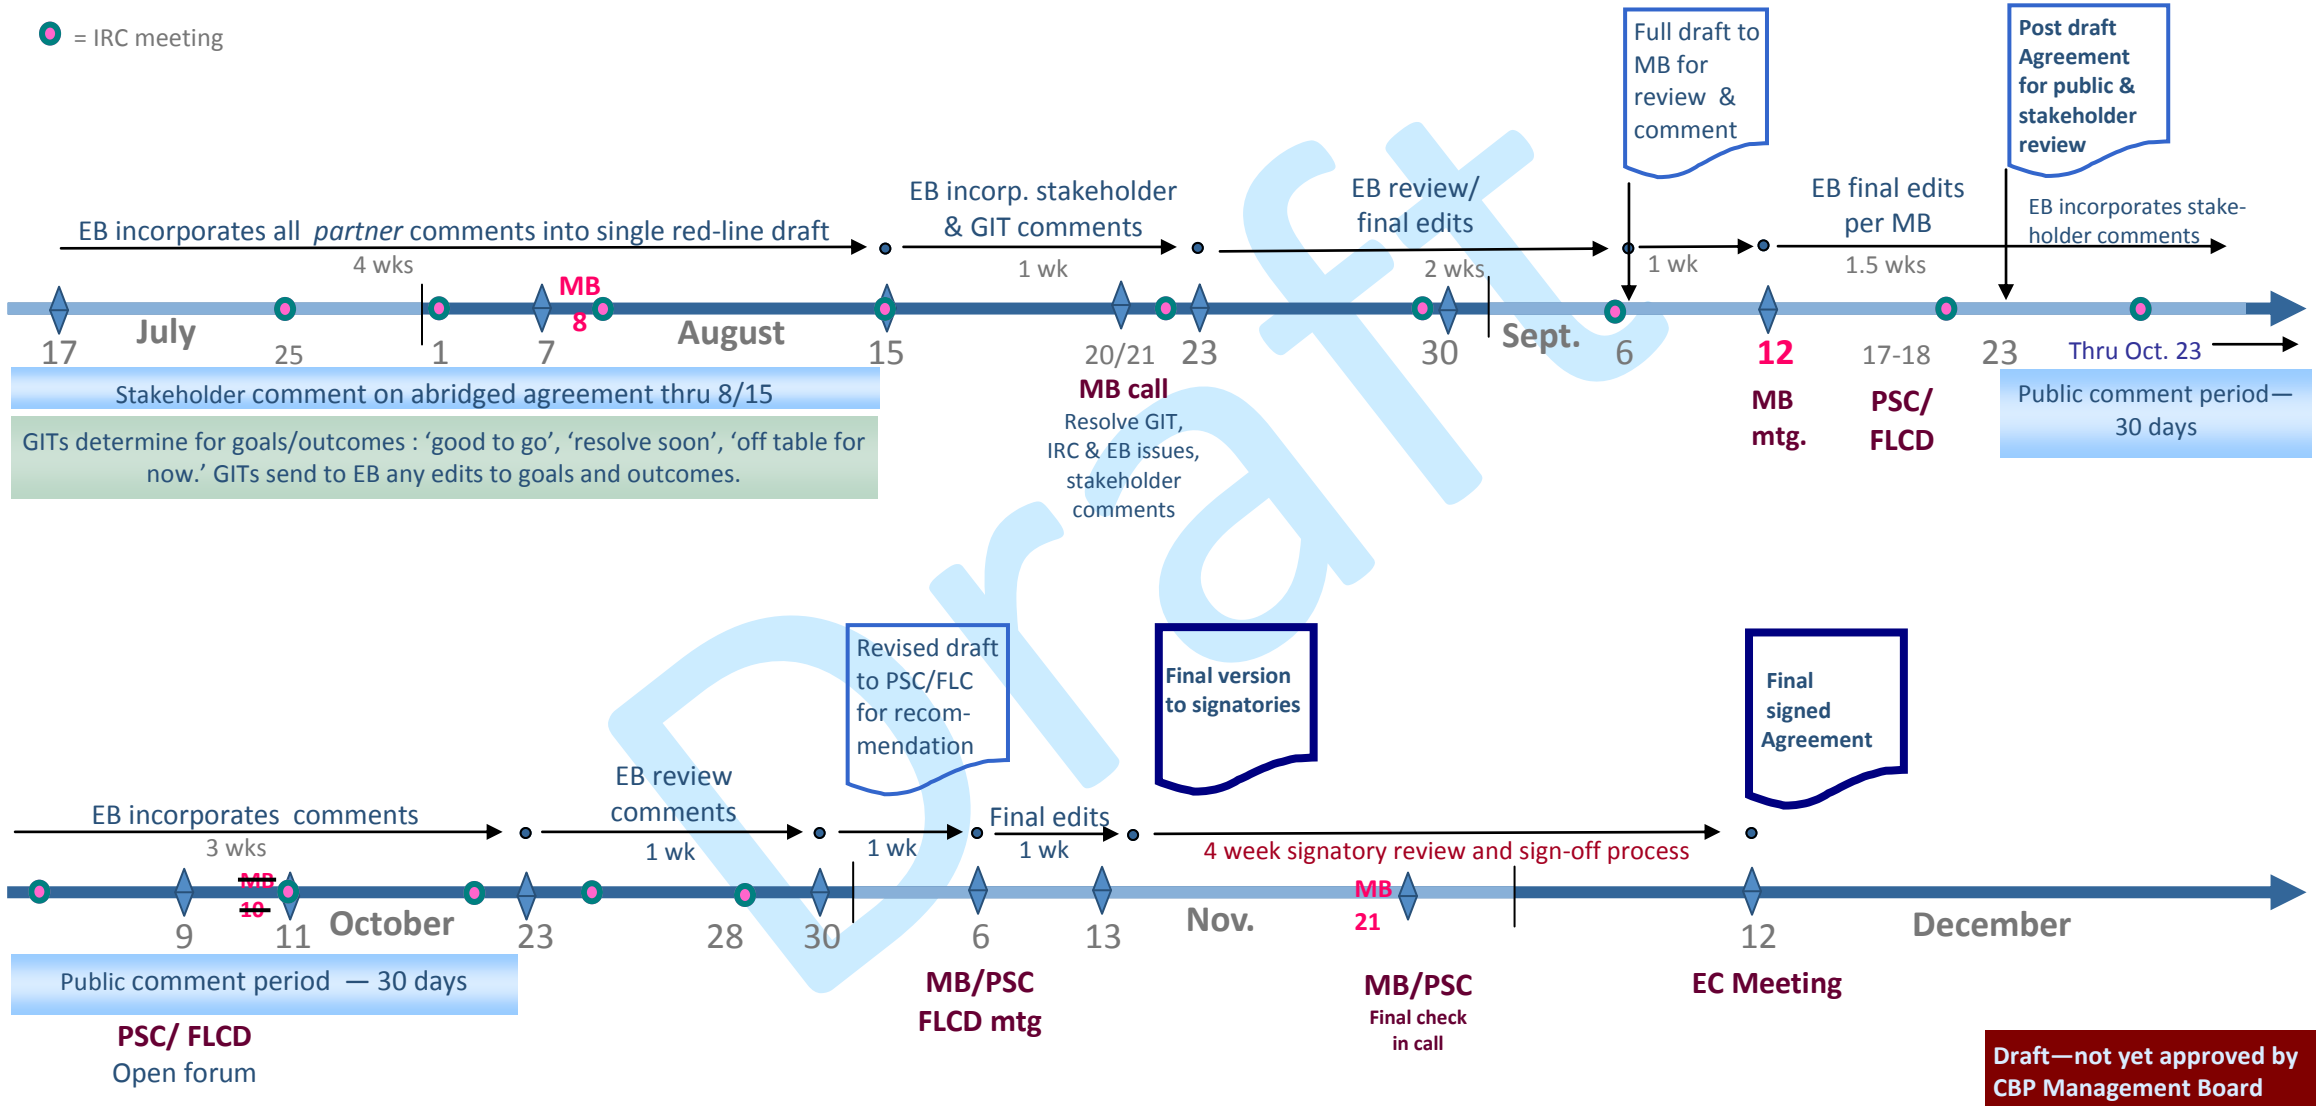 = IRC meeting
Full draft to
MB for
review &
comment
Post draft
Agreement
for public &
stakeholder
review
EB incorporates all partner comments into single red-line draft
4 wks
EB incorp. stakeholder
& GIT comments
1 wk
EB review/
final edits
2 wks
1 wk
EB final edits
per MB
1.5 wks
EB incorporates stake-
holder comments
MB
8
July
August
Sept.
17
25
1
7
15
20/21
23
30
6
12
17-18
23
Thru Oct. 23
Stakeholder comment on abridged agreement thru 8/15
GITs determine for goals/outcomes : ‘good to go’, ‘resolve soon’, ‘off table for
now.’ GITs send to EB any edits to goals and outcomes.
MB call
Resolve GIT,
IRC & EB issues,
stakeholder
comments
MB
mtg.
PSC/
FLCD
Public comment period—
30 days
Draft
Revised draft
to PSC/FLC
for recom-
mendation
Final version
to signatories
Final
signed
Agreement
EB incorporates comments
3 wks
EB review
comments
1 wk
1 wk
Final edits
1 wk
4 week signatory review and sign-off process
MB
10
MB
21
October
Nov.
December
9
11
23
28
30
6
13
12
Public comment period — 30 days
PSC/ FLCD
Open forum
MB/PSC
FLCD mtg
MB/PSC
Final check
in call
EC Meeting
Draft—not yet approved by
CBP Management Board